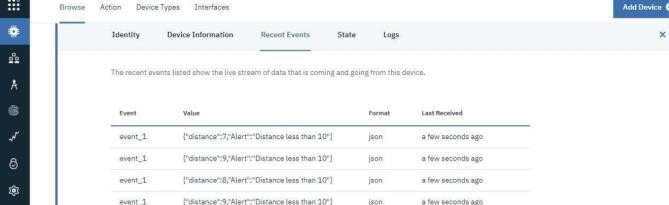 Browse Action Device Types Interfaces Add Device
Identity Device Information Recent Events State Logs
The recent events listed show the live stream of data that is coming and going from this device.
Event Value Format Last Received
event_1 {"distance":7,"Alert":"Distance less than 10"} json a few seconds ago
event_1 {"distance":9,"Alert":"Distance less than 10"} json a few seconds ago
event_1 {"distance":8,"Alert":"Distance less than 10"} json a few seconds ago
event_1 {"distance":9,"Alert":"Distance less than 10"} json a few seconds ago